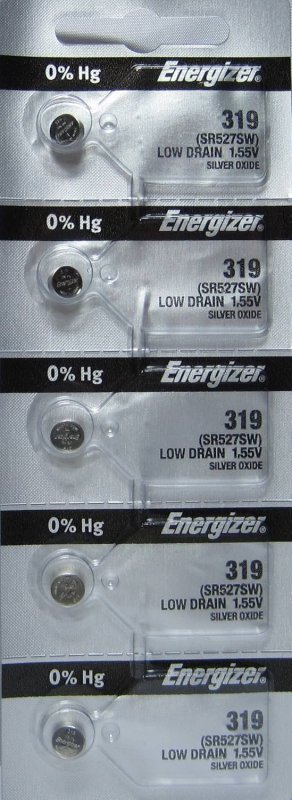 0% Hg Energizer®
319
(SR527SW)
LOW DRAIN 1.55V
SILVER OXIDE
0% Hg Energizer®
319
(SR527SW)
LOW DRAIN 1.55V
SILVER OXIDE
Energizer
0% Hg Energizer®
319
(SR527SW)
LOW DRAIN 1.55V
SILVER OXIDE
0% Hg Energizer®
319
(SR527SW)
LOW DRAIN 1.55V
SILVER OXIDE
0% Hg Energizer®
319
(SR527SW)
LOW DRAIN 1.55V
SILVER OXIDE
Energizer